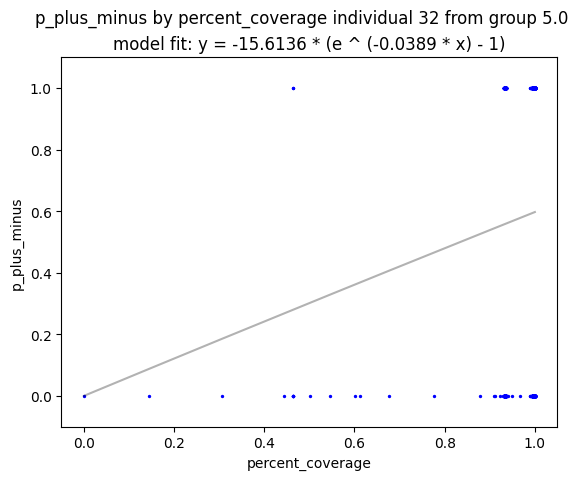 p_plus_minus by percent_coverage individual 32 from group 5.0
model fit: y = -15.6136 * (e ^ (-0.0389 * x) - 1)
1.0
0.8
0.6
0.4
0.2
0.0
p_plus_minus
0.0 0.2 0.4 0.6 0.8 1.0
percent_coverage